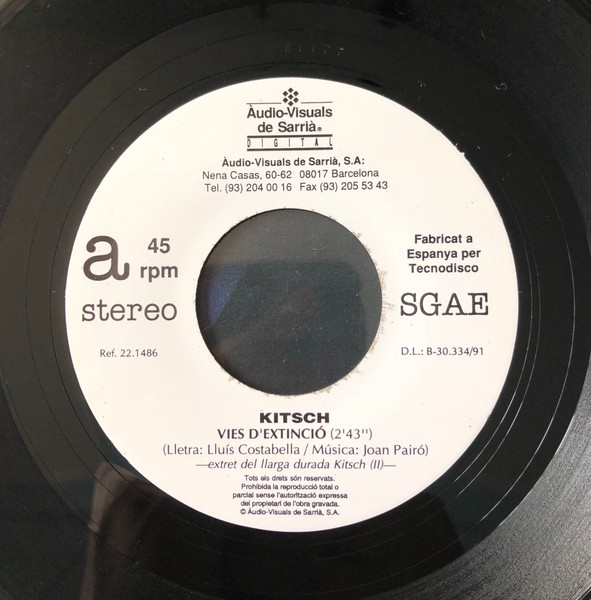 Àudio-Visuals
de Sarrià®
DIGITAL
Àudio-Visuals de Sarrià, S.A:
Nena Casas, 60-62 08017 Barcelona
Tel. (93) 204 00 16 Fax (93) 205 53 43
a 45
rpm
stereo
Ref. 22.1486
Fabricat a
Espanya per
Tecnodisco
SGAE
D.L.: B-30.334/91
KITSCH
VIES D'EXTINCIÓ (2'43'')
(Lletra: Lluís Costabella / Música: Joan Pairó)
—extret del llarga durada Kitsch (II)—
Tots els drets són reservats.
Prohibida la reproducció total o
parcial sense l'autorització expressa
del propietari de l'obra gravada.
© Àudio-Visuals de Sarrià, S.A.